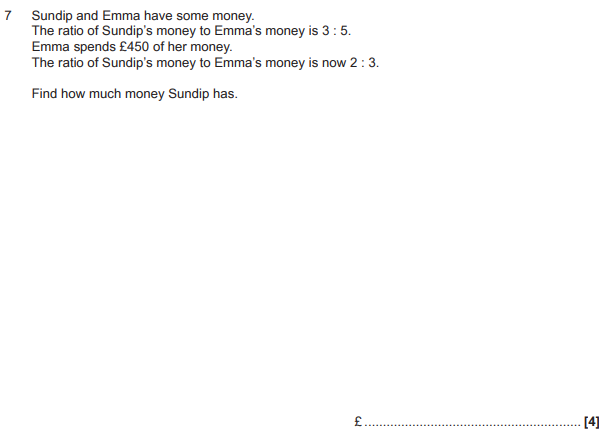 7 Sundip and Emma have some money.
The ratio of Sundip's money to Emma's money is 3 : 5.
Emma spends £450 of her money.
The ratio of Sundip's money to Emma's money is now 2 : 3.
Find how much money Sundip has.
£ .......................................................... [4]